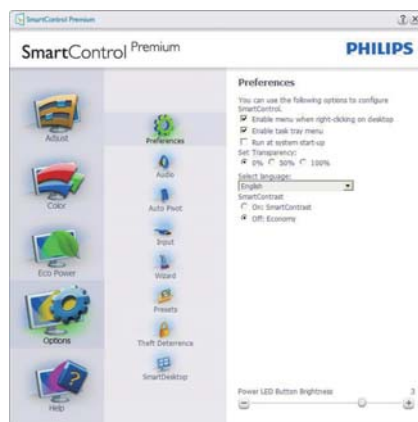 SmartControl Premium
? X
SmartControl Premium
PHILIPS
Adjust
Color
Eco Power
Options
Help
Preferences
Audio
Auto Pivot
Input
Wizard
Presets
Theft Deterrence
SmartDesktop
Preferences
You can use the following options to configure
SmartControl.
Enable menu when right-clicking on desktop
Enable task tray menu
Run at system start-up
Set Transparency:
0% 50% 100%
Select language:
English
SmartContrast
On: SmartContrast
Off: Economy
Power LED Button Brightness 3